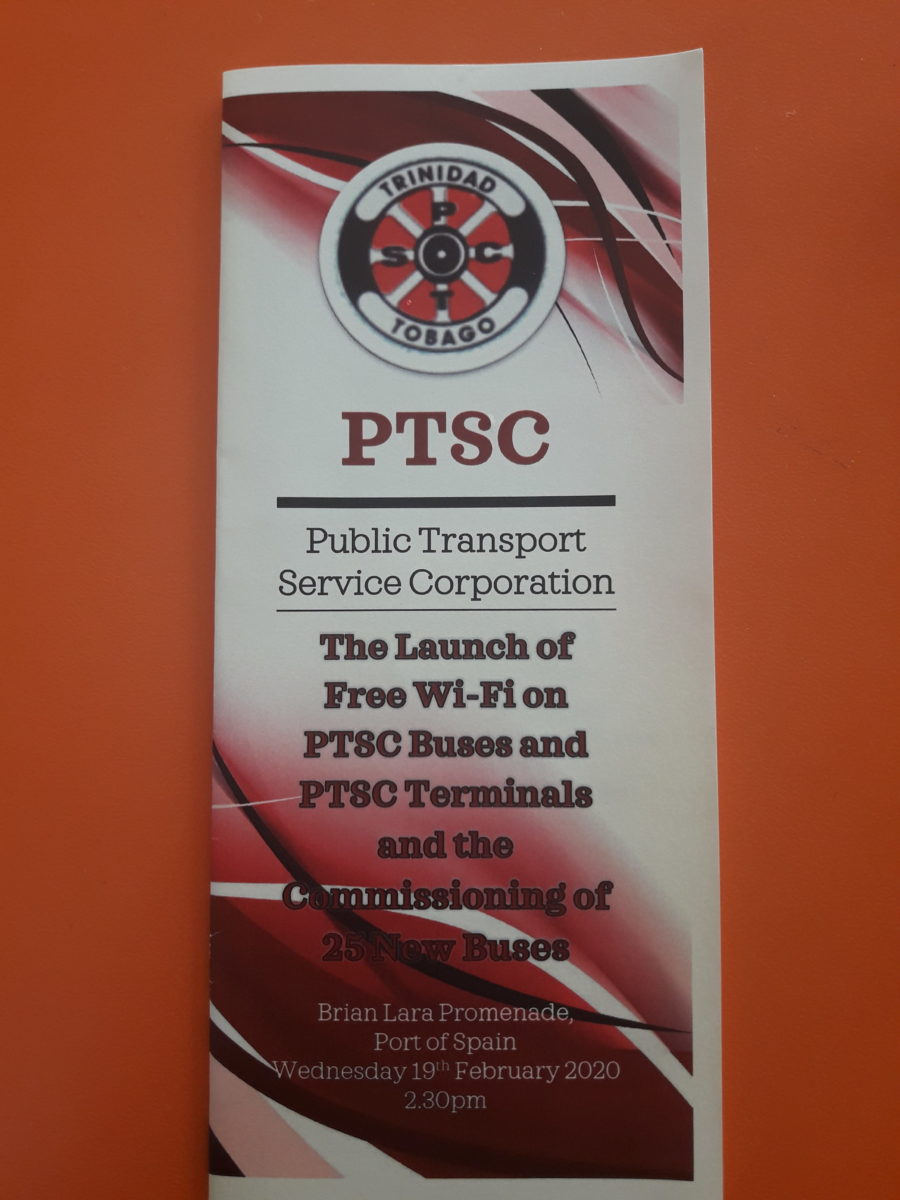 TRINIDAD
P
S C
T
TOBAGO
PTSC
Public Transport
Service Corporation
The Launch of
Free Wi-Fi on
PTSC Buses and
PTSC Terminals
and the
Commissioning of
25 New Buses
Brian Lara Promenade,
Port of Spain
Wednesday 19th February 2020
2.30pm